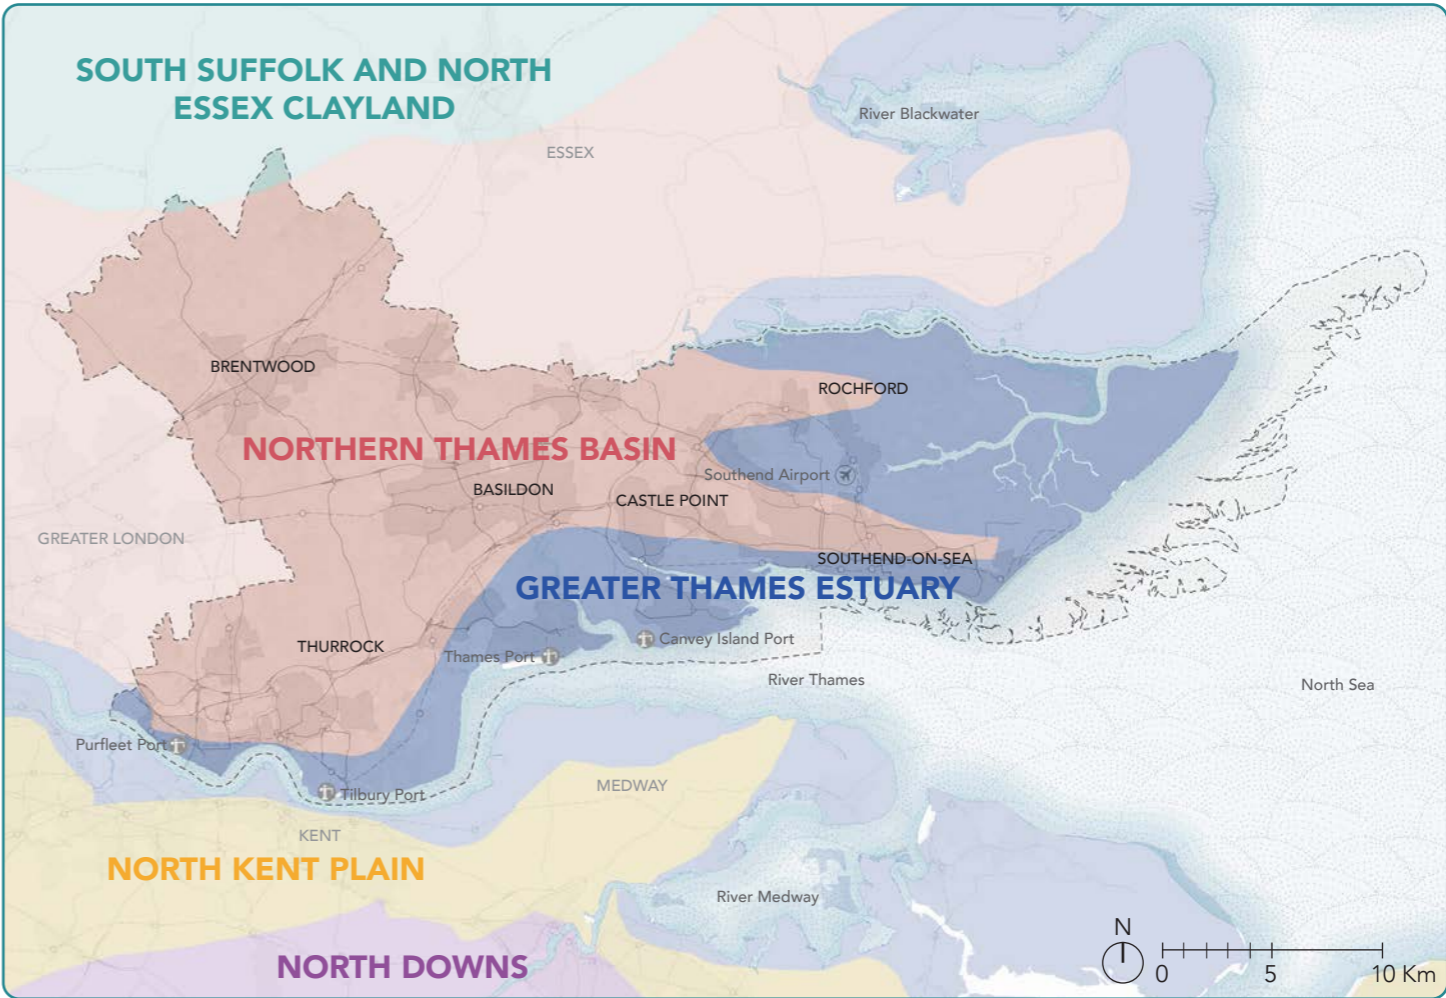 SOUTH SUFFOLK AND NORTH
ESSEX CLAYLAND
River Blackwater
ESSEX
BRENTWOOD
ROCHFORD
NORTHERN THAMES BASIN
Southend Airport
BASILDON
CASTLE POINT
GREATER LONDON
SOUTHEND-ON-SEA
GREATER THAMES ESTUARY
Canvey Island Port
THURROCK
Thames Port
River Thames
North Sea
Purfleet Port
Tilbury Port
MEDWAY
KENT
NORTH KENT PLAIN
River Medway
NORTH DOWNS
N
0 5 10 Km